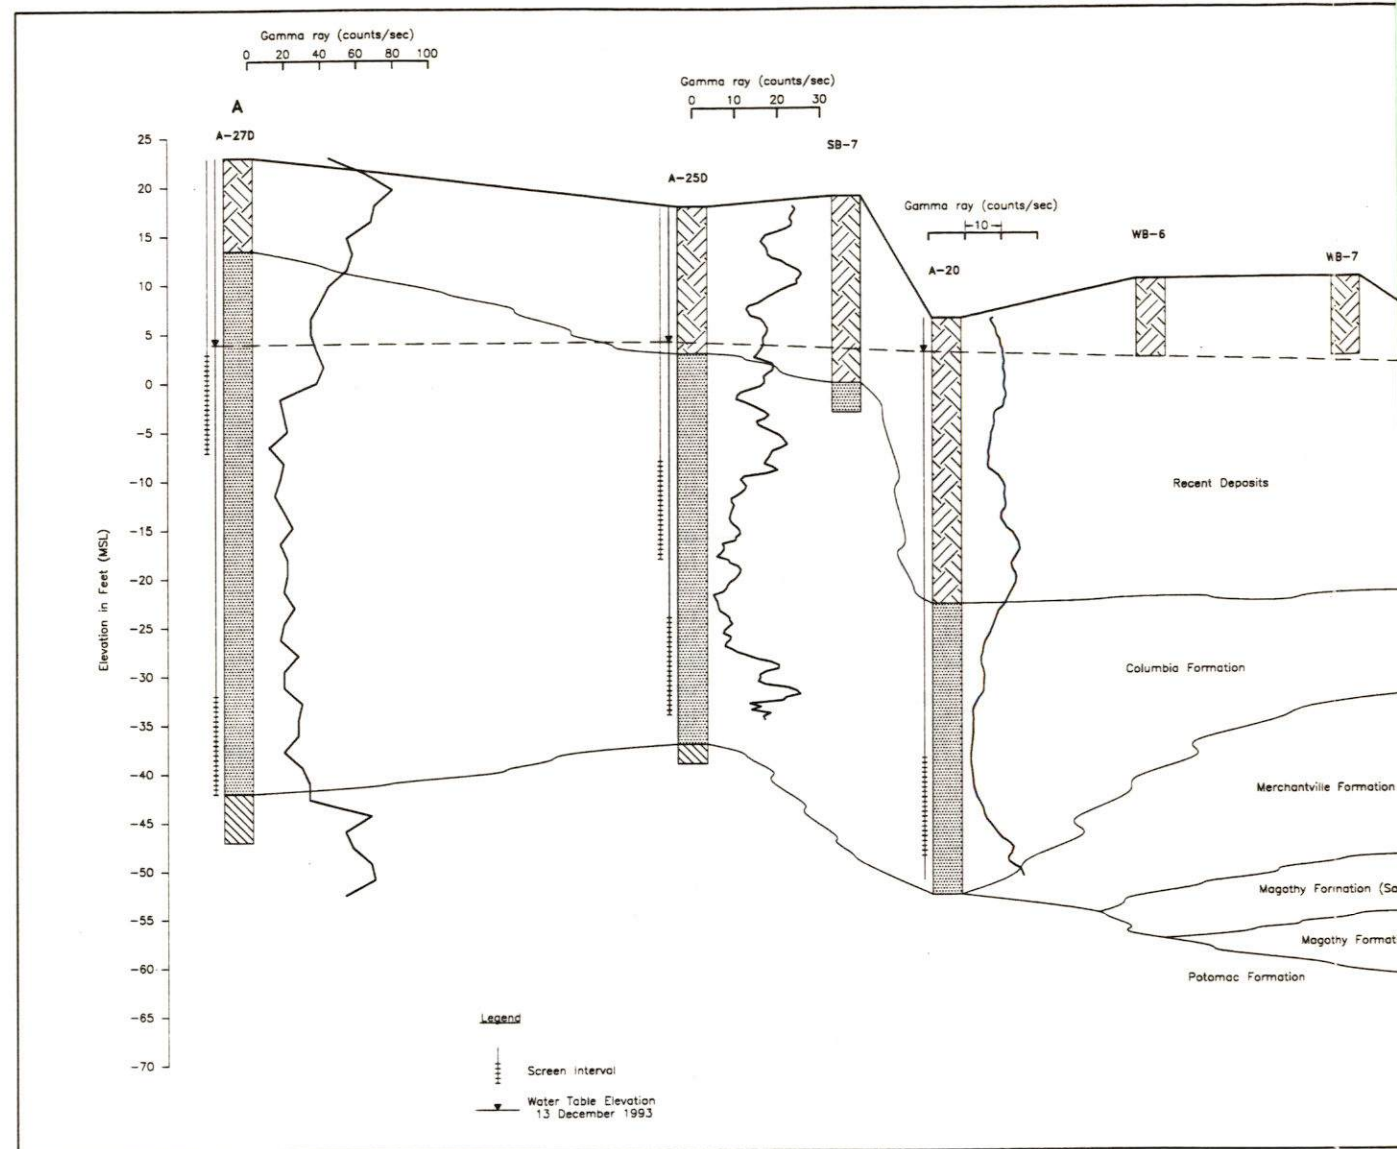 Gamma ray (counts/sec)
0 20 40 60 80 100
Gamma ray (counts/sec)
0 10 20 30
A
A-27D
SB-7
A-25D
Gamma ray (counts/sec)
10
WB-6
WB-7
A-20
25
20
15
10
5
0
-5
-10
-15
-20
-25
-30
-35
-40
-45
-50
-55
-60
-65
-70
Elevation in Feet (MSL)
Recent Deposits
Columbia Formation
Merchantville Formation
Magothy Formation (Sa
Magothy Format
Potomac Formation
Legend
Screen Interval
Water Table Elevation
13 December 1993